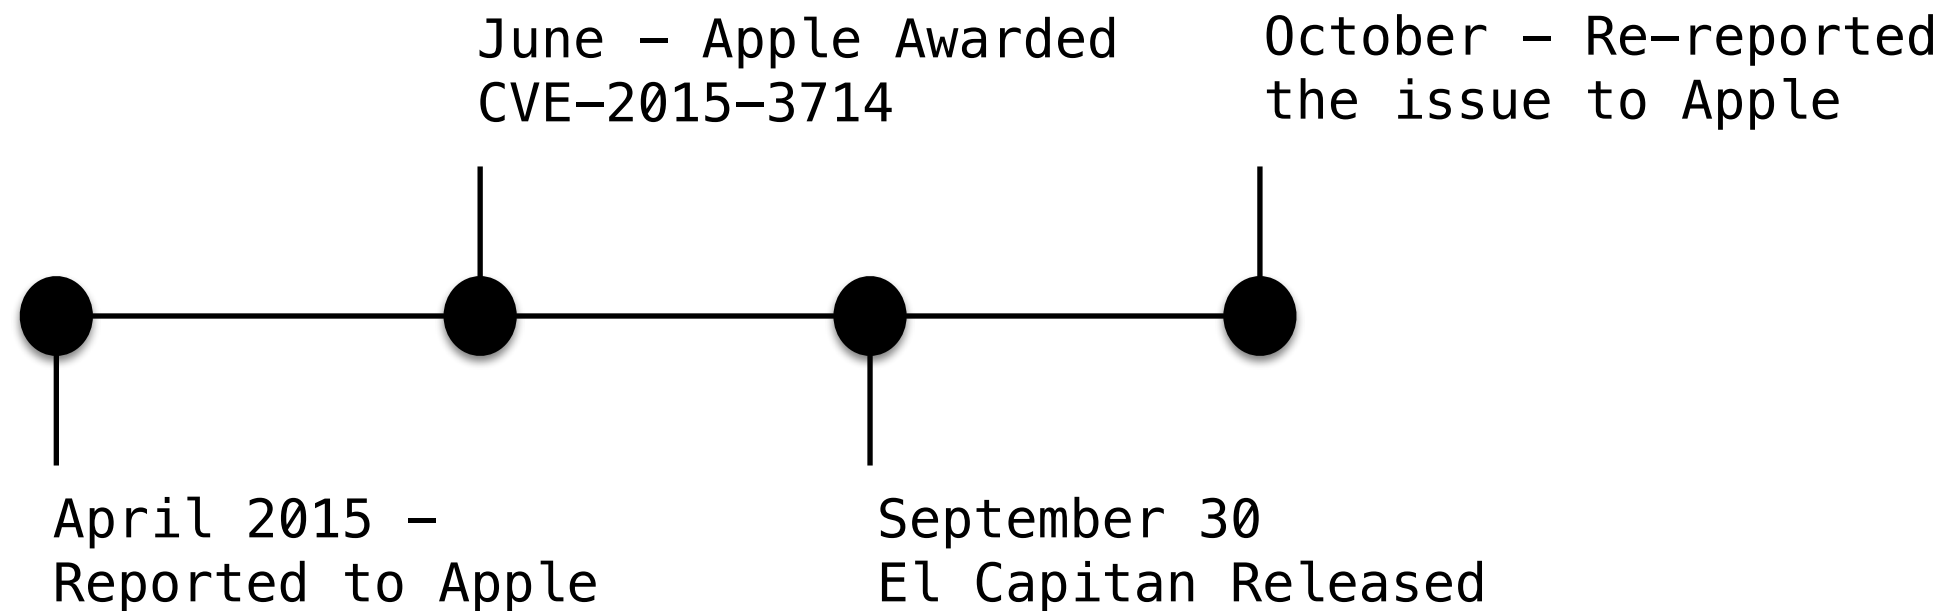 June – Apple Awarded
CVE–2015–3714
October – Re–reported
the issue to Apple
April 2015 –
Reported to Apple
September 30
El Capitan Released